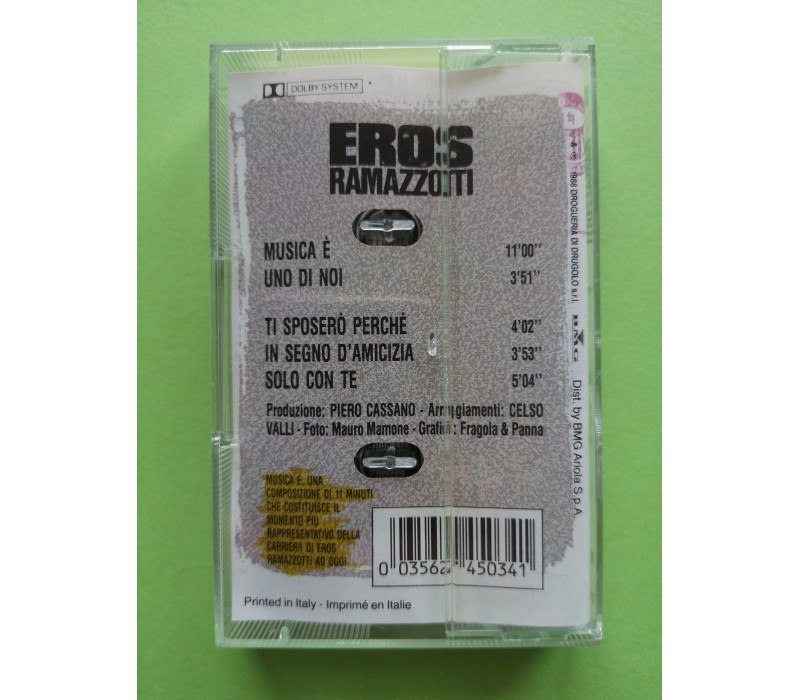 DOLBY SYSTEM
EROS
RAMAZZOTTI
MUSICA È 11'00"
UNO DI NOI 3'51"
TI SPOSERÒ PERCHÉ 4'02"
IN SEGNO D'AMICIZIA 3'53"
SOLO CON TE 5'04"
Produzione: PIERO CASSANO - Arrangiamenti: CELSO
VALLI - Foto: Mauro Mamone - Grafica: Fragola & Panna
MUSICA È, UNA
COMPOSIZIONE DI 11 MINUTI
CHE COSTITUISCE IL
MOMENTO PIÙ
RAPPRESENTATIVO DELLA
CARRIERA DI EROS
RAMAZZOTTI AD OGGI
0 03562 450341
Printed in Italy - Imprimé en Italie
1988 DROGUERIA DI DRUGOLO s.r.l.
BMG
Dist. by BMG Ariola S.p.A.